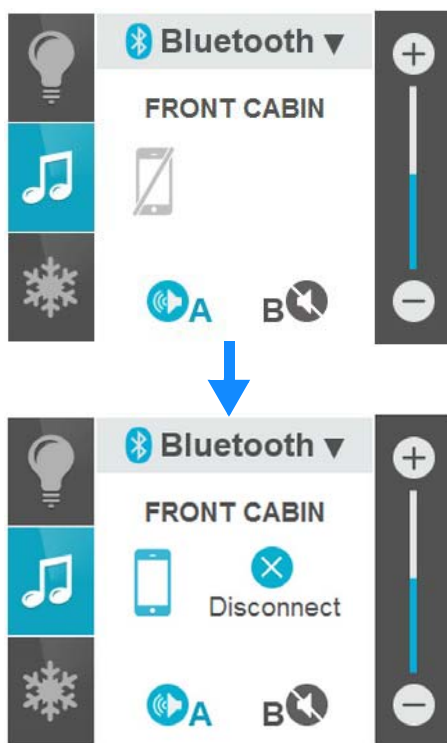 Bluetooth ▼
FRONT CABIN
A B
Bluetooth ▼
FRONT CABIN
Disconnect
A B